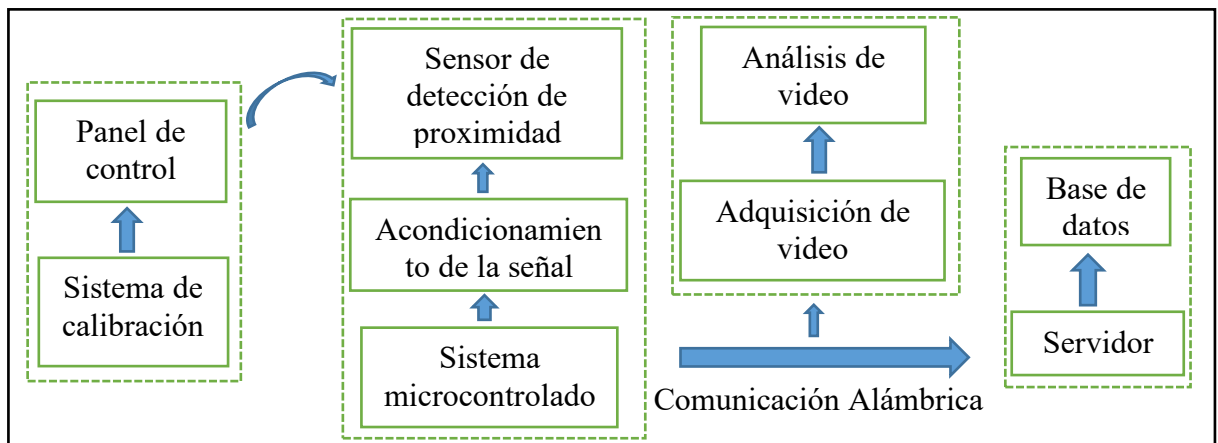 Panel de
control
Sistema de
calibración
Sensor de
detección de
proximidad
Acondicionamien
to de la señal
Sistema
microcontrolado
Análisis de
video
Adquisición de
video
Comunicación Alámbrica
Base de
datos
Servidor